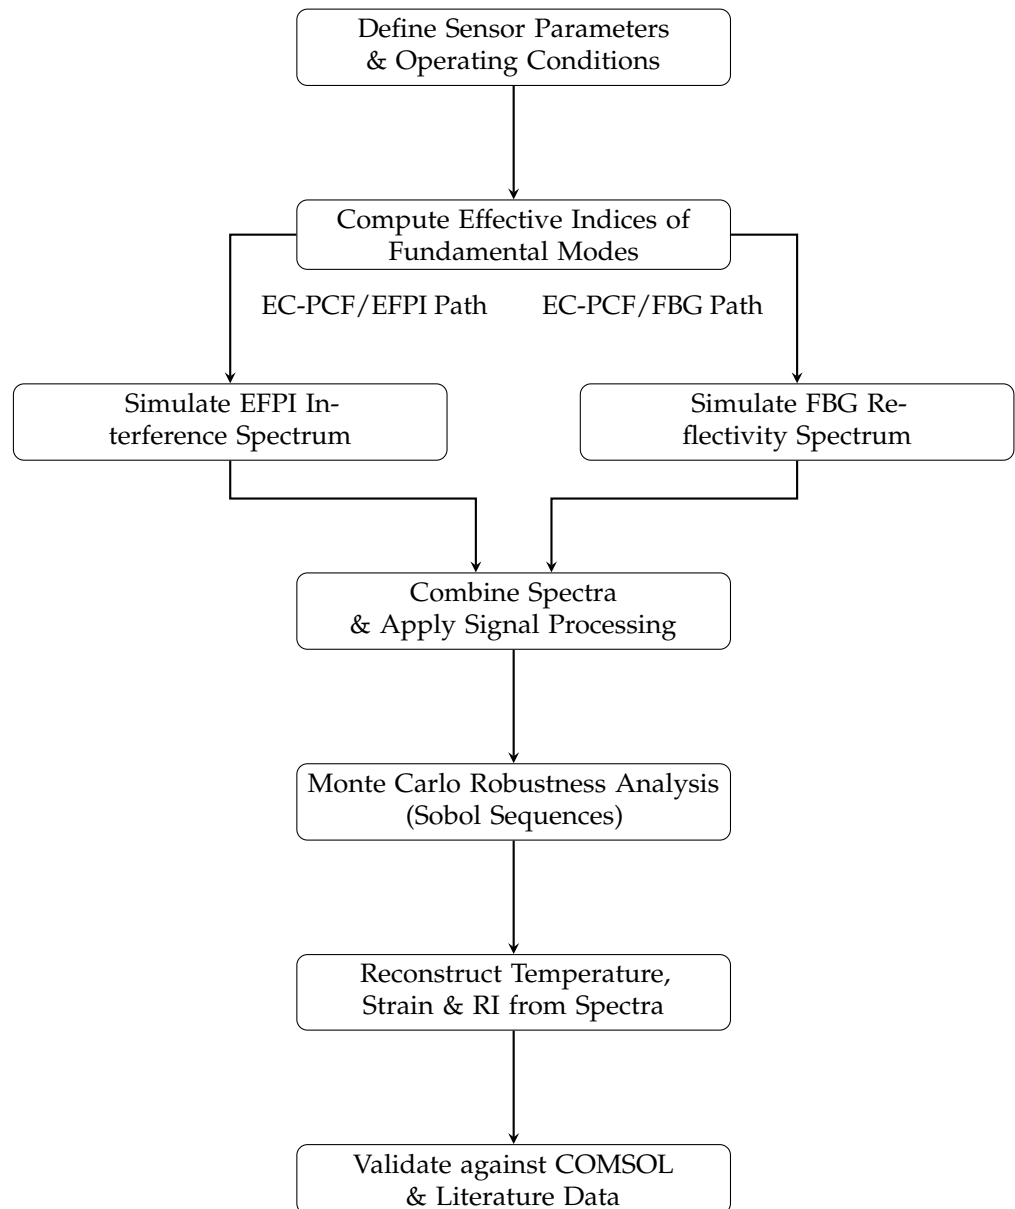 Define Sensor Parameters
& Operating Conditions
Compute Effective Indices of
Fundamental Modes
EC-PCF/EFPI Path
EC-PCF/FBG Path
Simulate EFPI In-
terference Spectrum
Simulate FBG Re-
flectivity Spectrum
Combine Spectra
& Apply Signal Processing
Monte Carlo Robustness Analysis
(Sobol Sequences)
Reconstruct Temperature,
Strain & RI from Spectra
Validate against COMSOL
& Literature Data